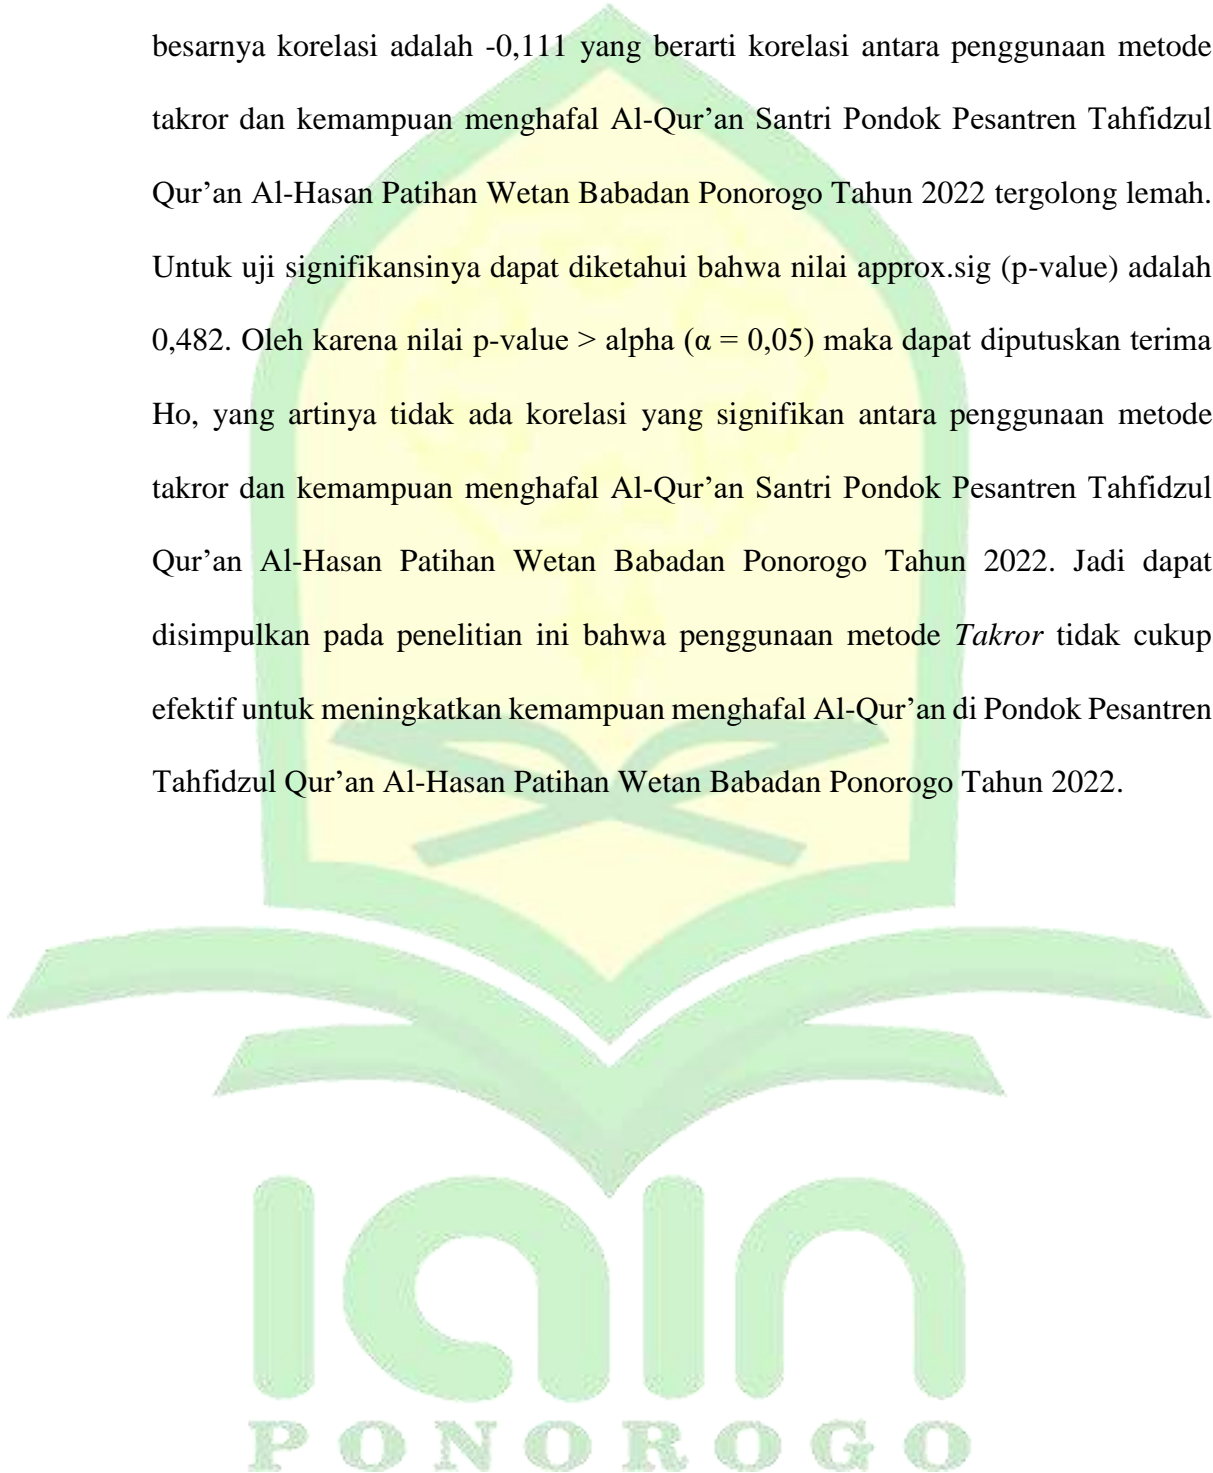 besarnya korelasi adalah -0,111 yang berarti korelasi antara penggunaan metode
takror dan kemampuan menghafal Al-Qur’an Santri Pondok Pesantren Tahfidzul
Qur’an Al-Hasan Patihan Wetan Babadan Ponorogo Tahun 2022 tergolong lemah.
Untuk uji signifikansinya dapat diketahui bahwa nilai approx.sig (p-value) adalah
0,482. Oleh karena nilai p-value > alpha (α = 0,05) maka dapat diputuskan terima
Ho, yang artinya tidak ada korelasi yang signifikan antara penggunaan metode
takror dan kemampuan menghafal Al-Qur’an Santri Pondok Pesantren Tahfidzul
Qur’an Al-Hasan Patihan Wetan Babadan Ponorogo Tahun 2022. Jadi dapat
disimpulkan pada penelitian ini bahwa penggunaan metode Takror tidak cukup
efektif untuk meningkatkan kemampuan menghafal Al-Qur’an di Pondok Pesantren
Tahfidzul Qur’an Al-Hasan Patihan Wetan Babadan Ponorogo Tahun 2022.
iain
PONOROGO